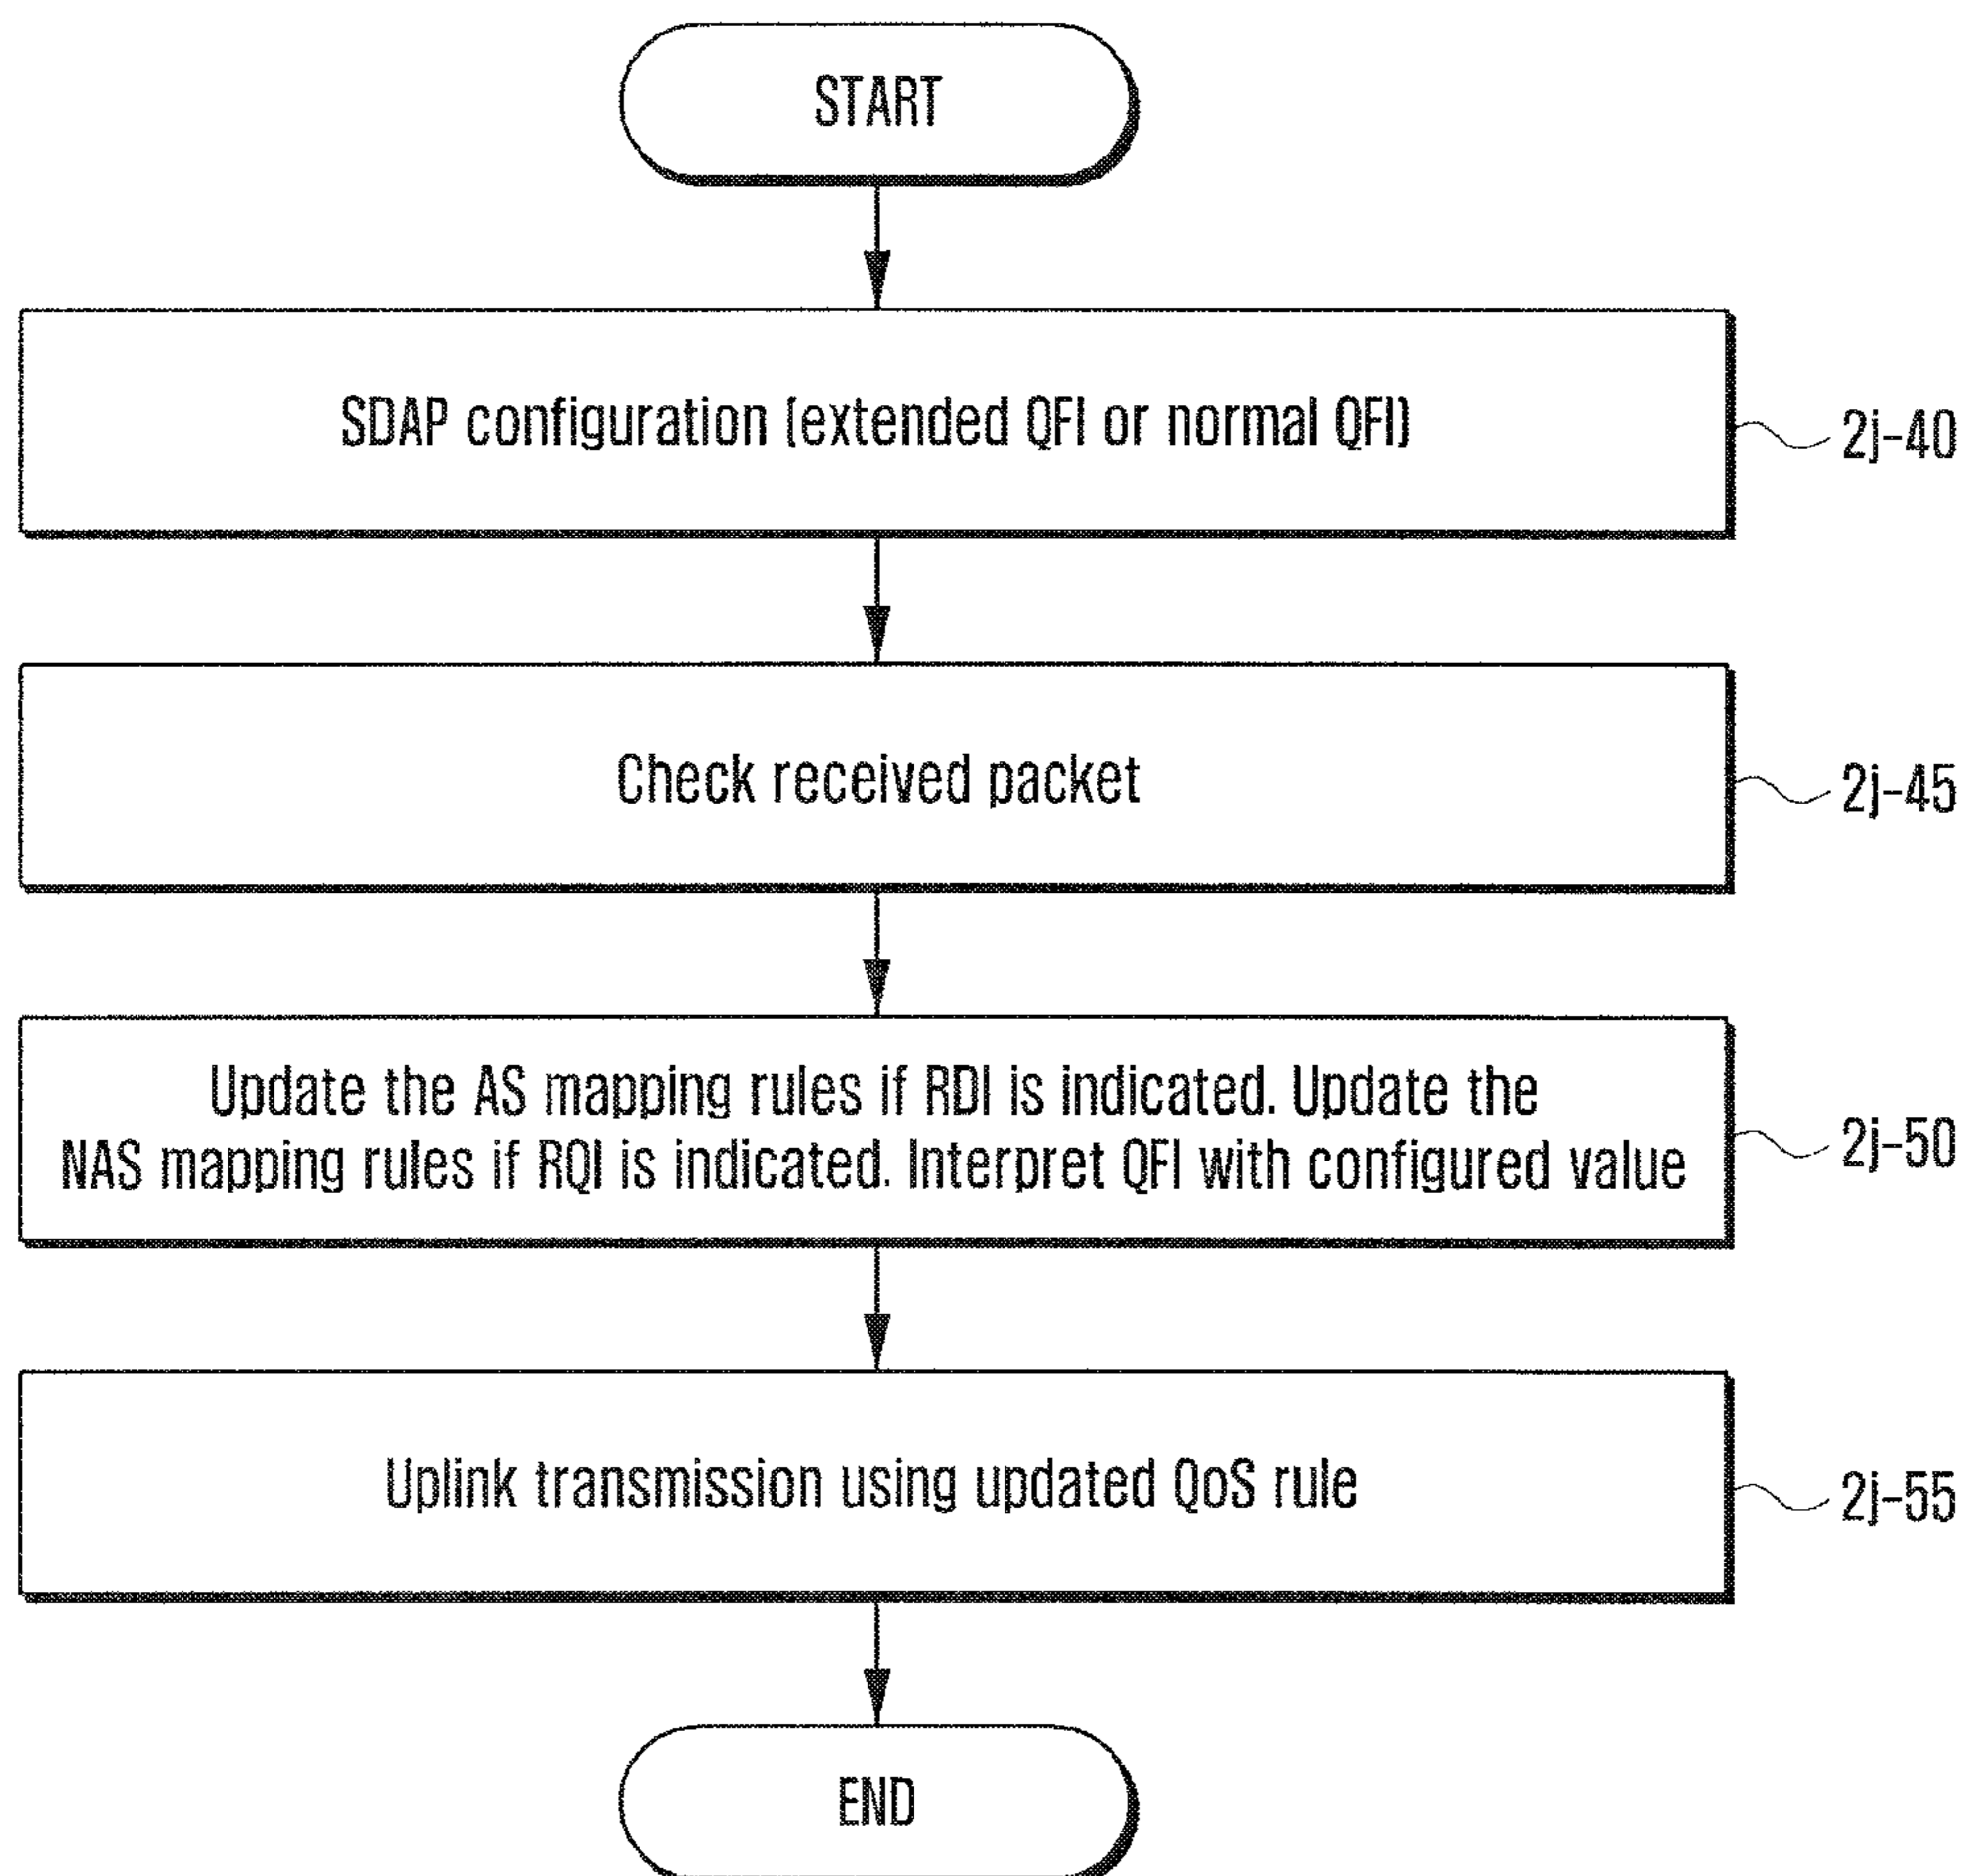 START
SDAP configuration (extended QFI or normal QFI)
2j-40
Check received packet
2j-45
Update the AS mapping rules if RDI is indicated. Update the
NAS mapping rules if RQI is indicated. Interpret QFI with configured value
2j-50
Uplink transmission using updated QoS rule
2j-55
END